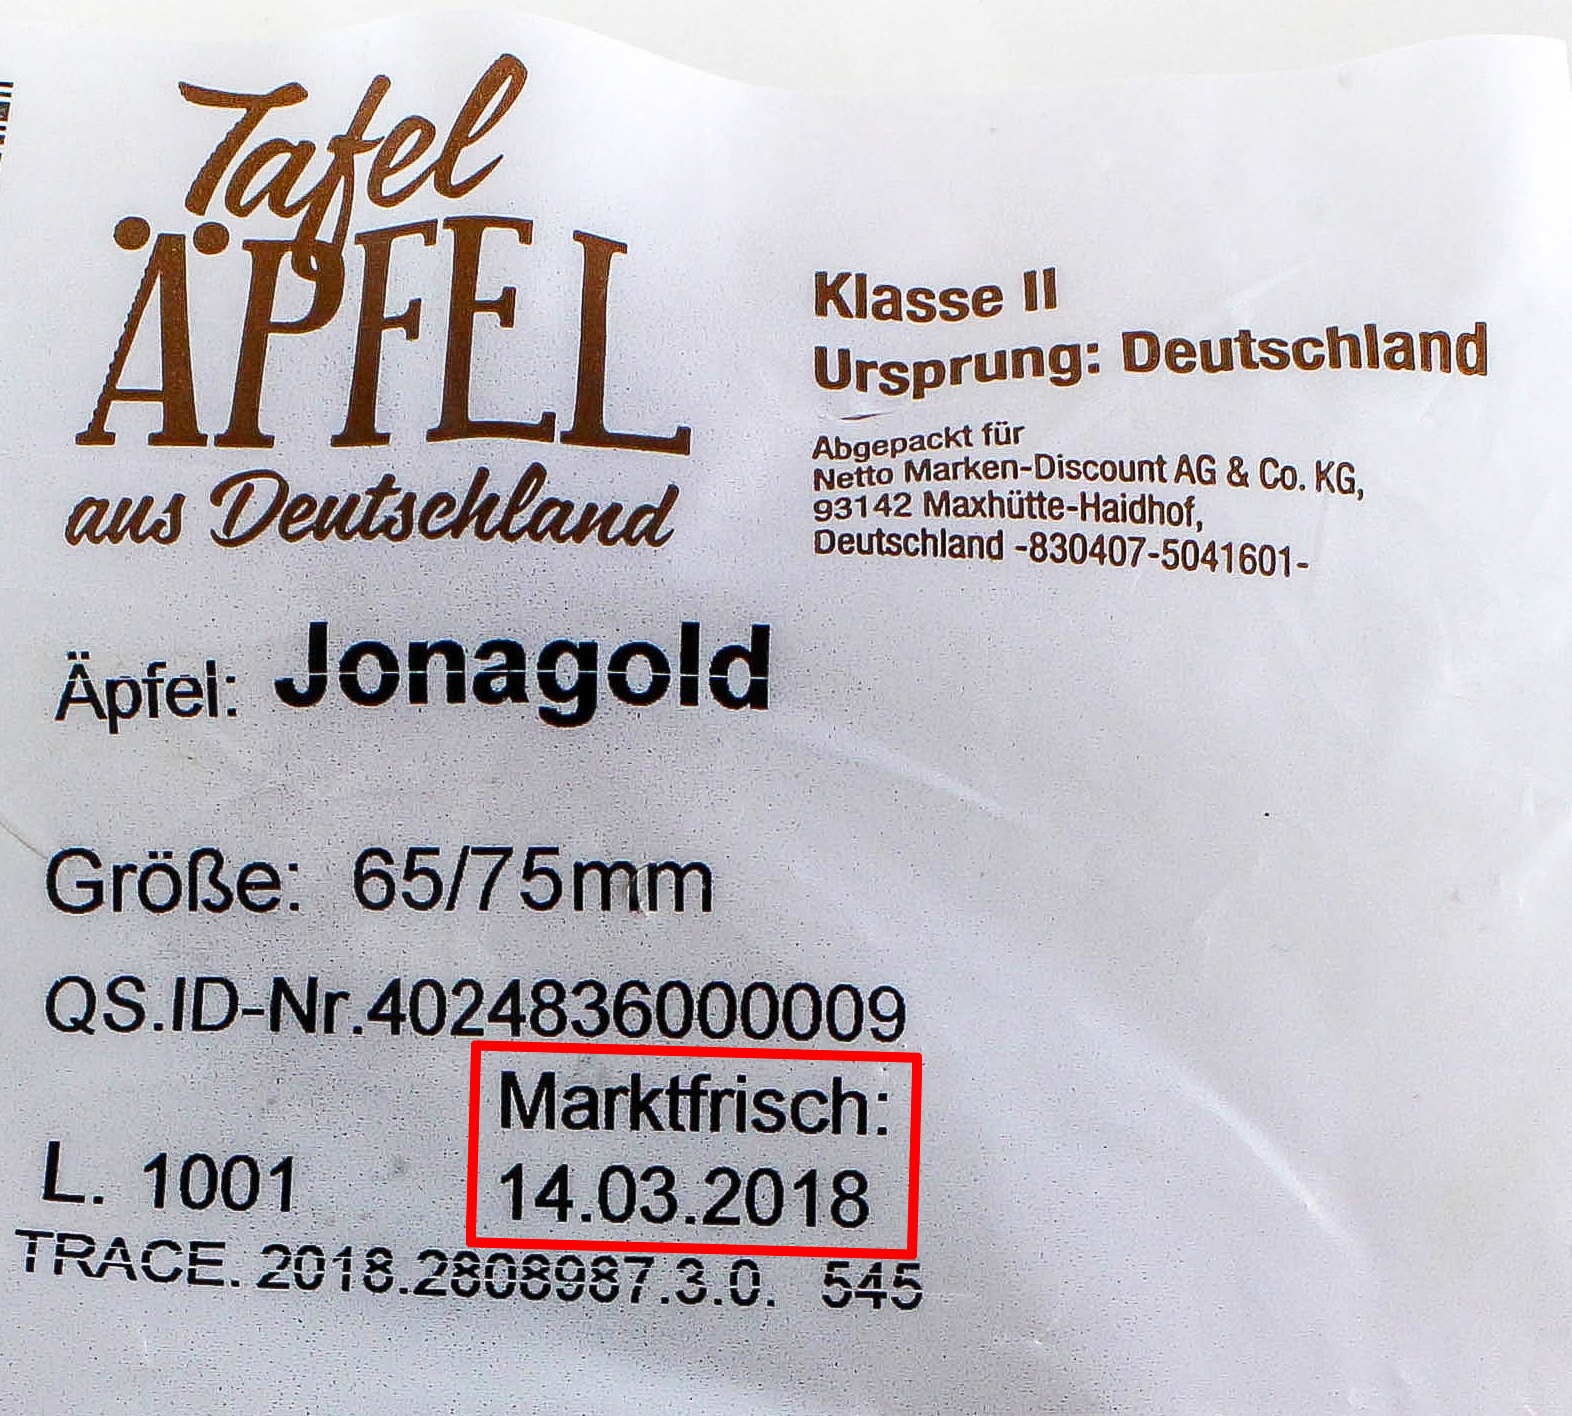 Tafel
ÄPFEL
aus Deutschland
Klasse II
Ursprung: Deutschland
Abgepackt für
Netto Marken-Discount AG & Co. KG,
93142 Maxhütte-Haidhof,
Deutschland -830407-5041601-
Äpfel: Jonagold
Größe: 65/75mm
QS.ID-Nr.4024836000009
Marktfrisch:
L. 1001 14.03.2018
TRACE. 2018.2808987.3.0. 545